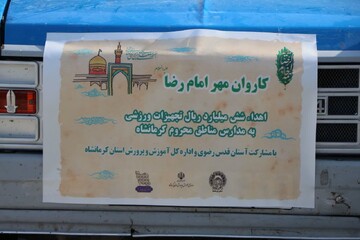 کاروان مهر امام رضا
اهداء شش میلیارد ریال تجهیزات ورزشی
به مدارس مناطق محروم کرمانشاه
با مشارکت آستان قدس رضوی و اداره کل آموزش و پرورش استان کرمانشاه